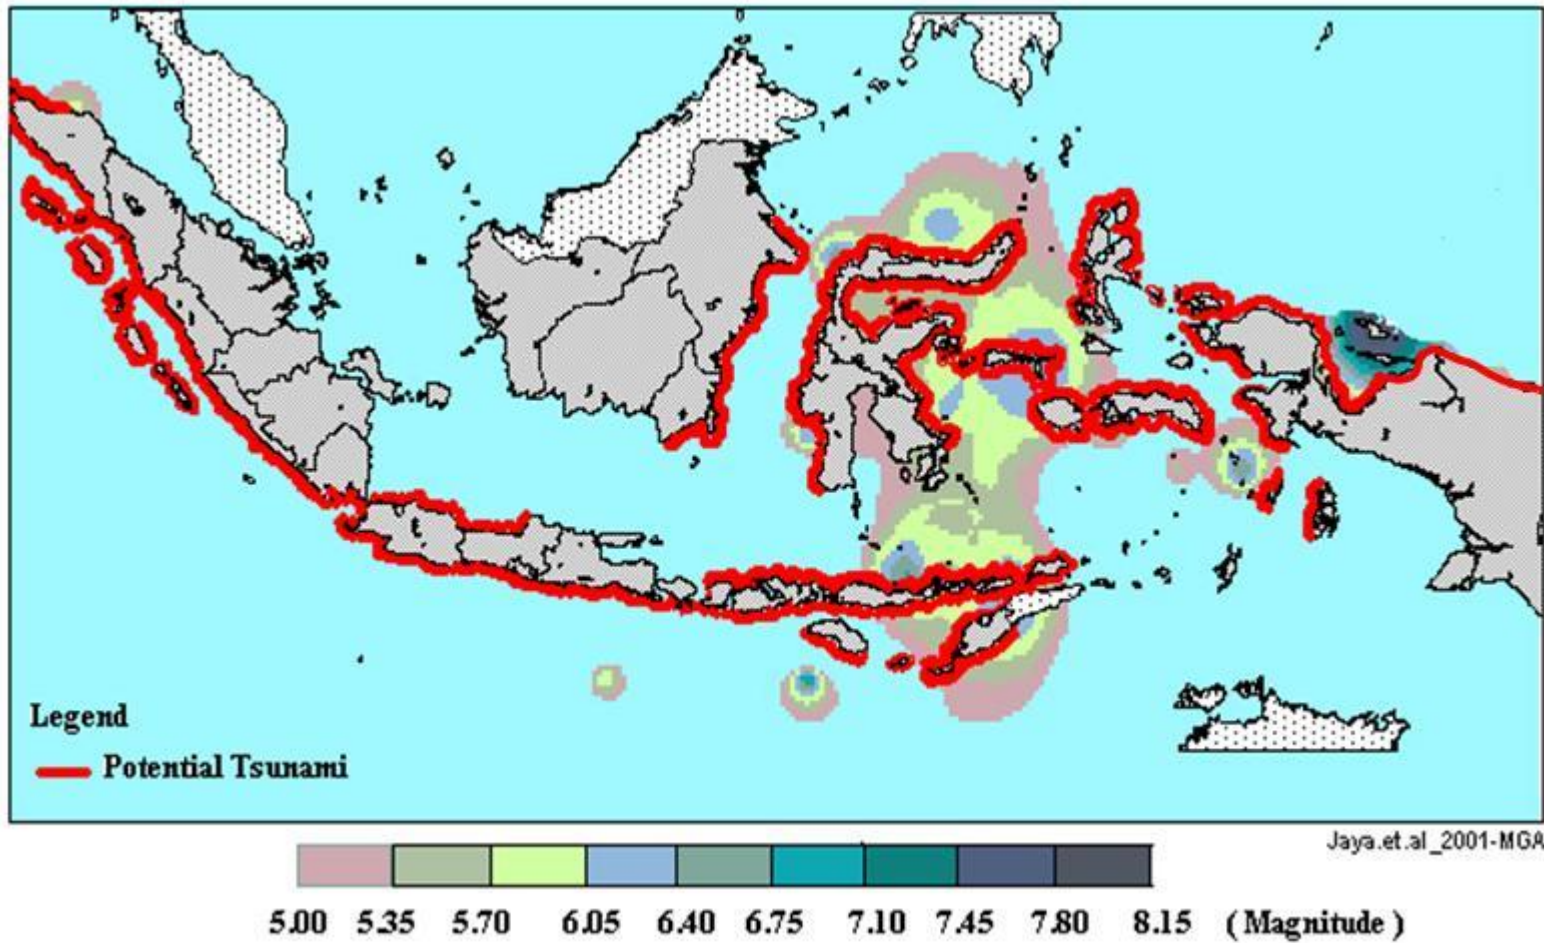 Legend
Potential Tsunami
Jaya.et.al_2001-MGA
5.00 5.35 5.70 6.05 6.40 6.75 7.10 7.45 7.80 8.15 ( Magnitude )